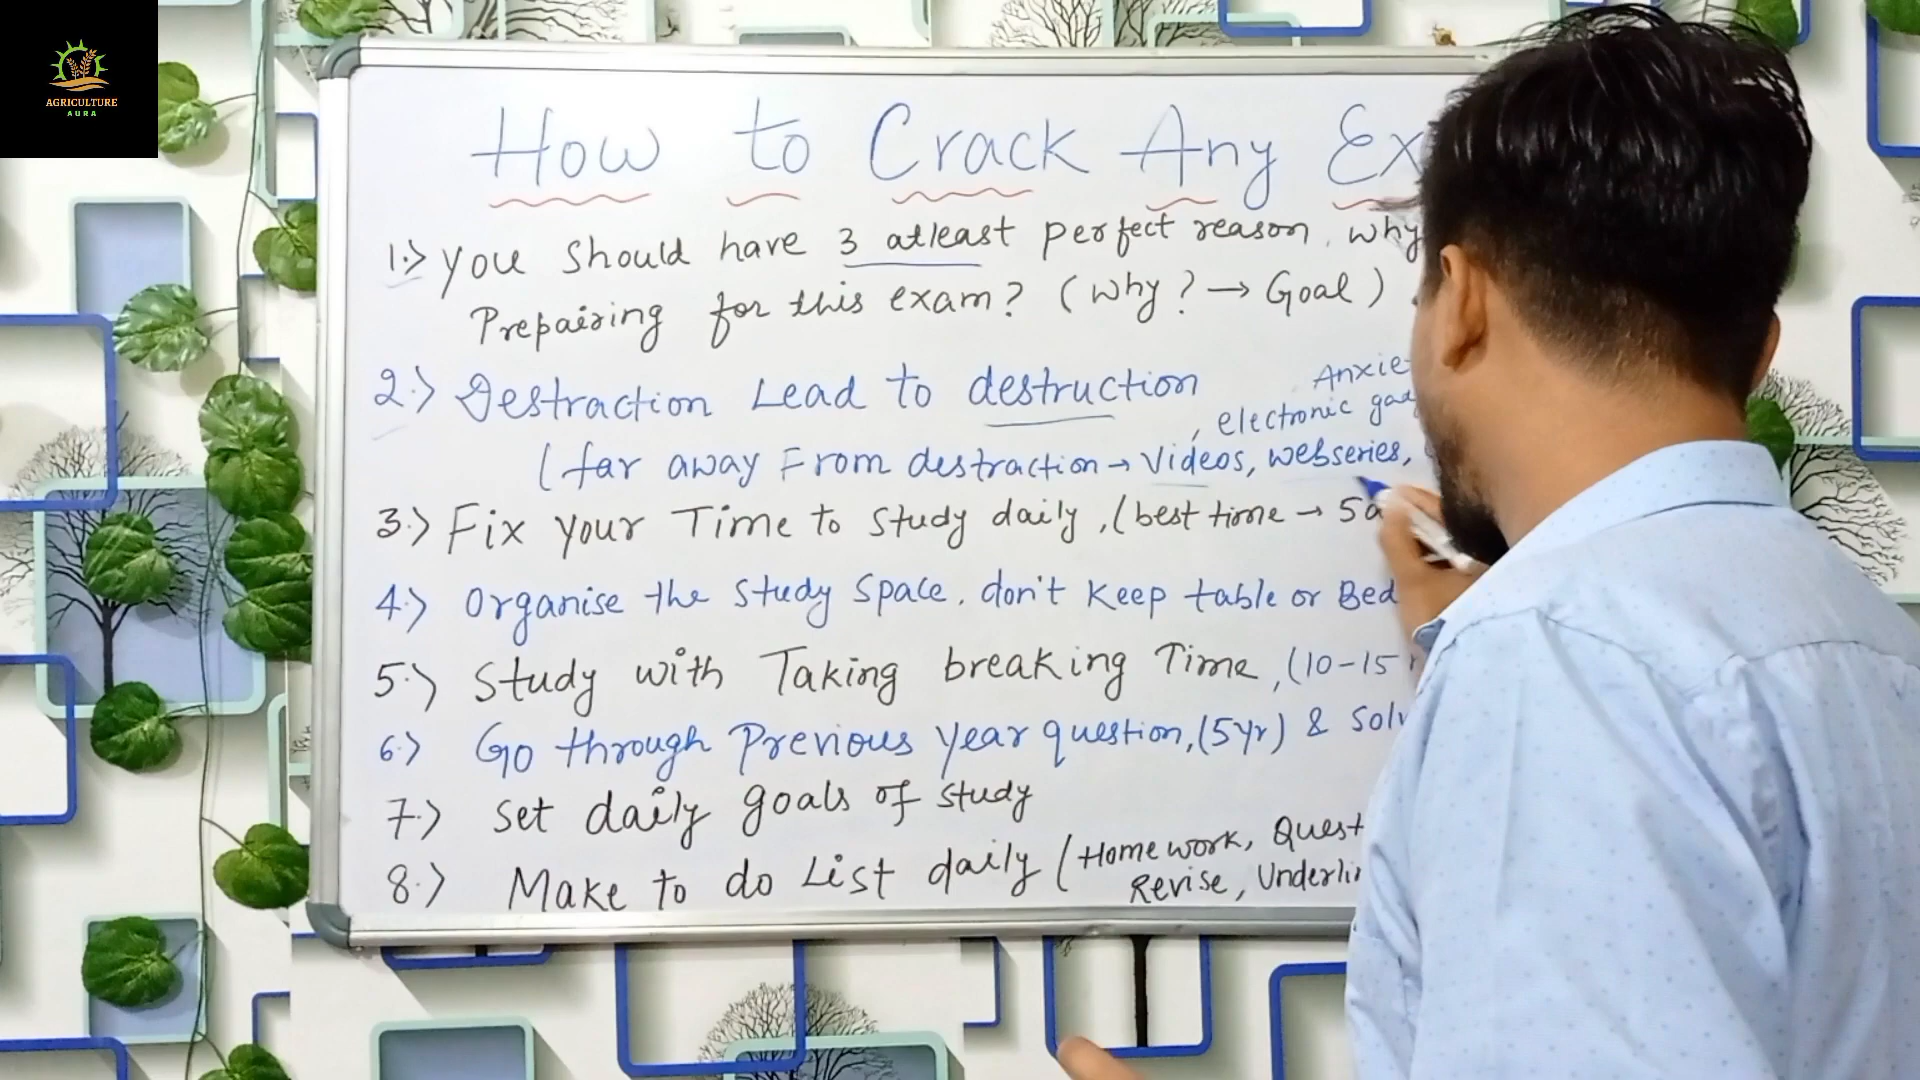 AGRICULTURE
AURA
How to Crack Any Ex
1.> you should have 3 atleast perfect reason, why
Prepairing for this exam? (why? → Goal)
2.> Destraction Lead to destruction
Anxie
, electronic gad
(far away From destraction → Videos, webseries,
3.> Fix your Time to study daily, (best time → 5a
4.> Organise the study space. don't Keep table or Bed
5.> Study with Taking breaking Time, (10-15
6.> Go through Previous year question, (5yr) & Solv
7.> set daily goals of study
8.> Make to do List daily (Homework, Quest
Revise, Underli